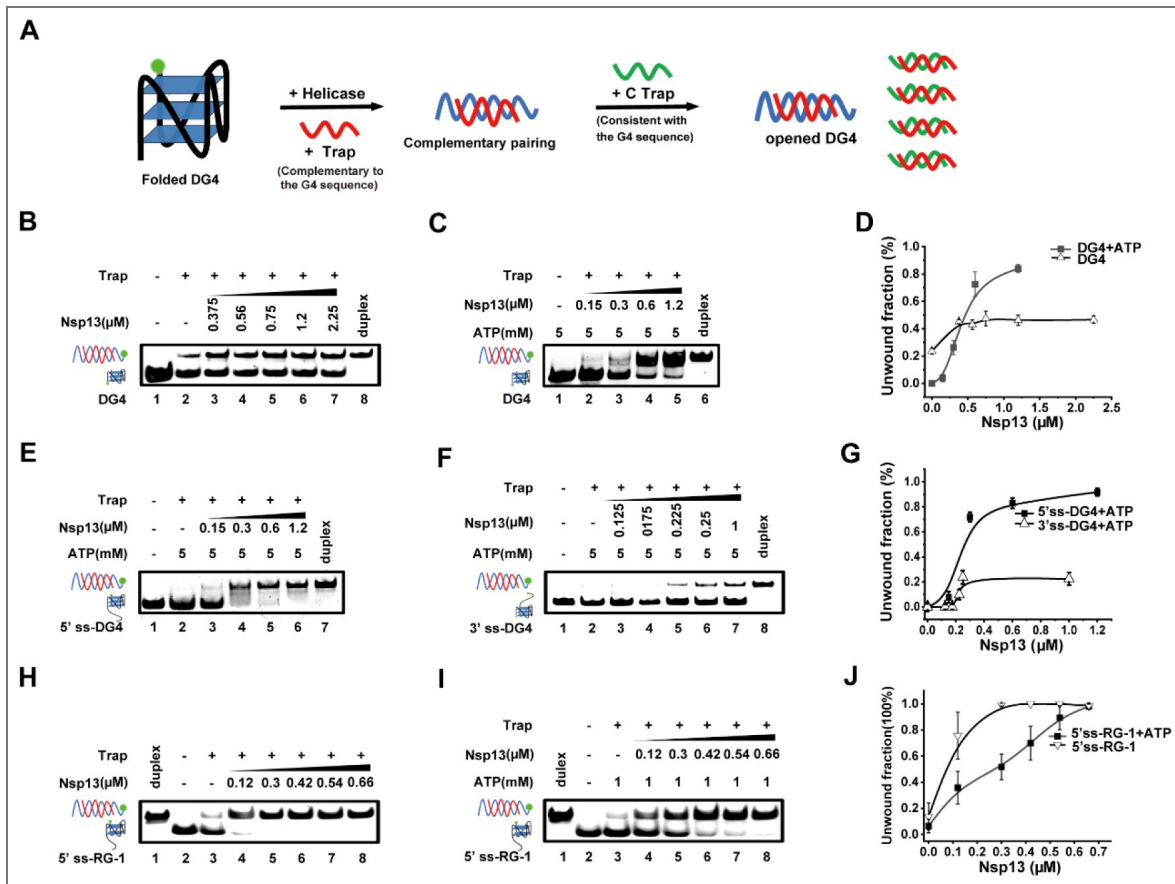 A
+ Helicase
+ Trap
(Complementary to
the G4 sequence)
Folded DG4
Complementary pairing
+ C Trap
(Consistent with
the G4 sequence)
opened DG4
B
Trap - + + + + + +
Nsp13(μM) 0.375 0.56 0.75 1.2 2.25 duplex
DG4 1 2 3 4 5 6 7 8
C
Trap - + + + +
Nsp13(μM) - 0.15 0.3 0.6 1.2 duplex
ATP(mM) 5 5 5 5 5
DG4 1 2 3 4 5 6
D
Unwound fraction (%)
DG4+ATP
DG4
1.0
0.8
0.6
0.4
0.2
0.0
0.0 0.5 1.0 1.5 2.0 2.5
Nsp13 (μM)
E
Trap - + + + + +
Nsp13(μM) - - 0.15 0.3 0.6 1.2 duplex
ATP(mM) - 5 5 5 5 5
5' ss-DG4 1 2 3 4 5 6 7
F
Trap - + + + + + +
Nsp13(μM) - - 0.125 0175 0.225 0.25 1 duplex
ATP(mM) - 5 5 5 5 5 5
3' ss-DG4 1 2 3 4 5 6 7 8
G
Unwound fraction (%)
5'ss-DG4+ATP
3'ss-DG4+ATP
1.0
0.8
0.6
0.4
0.2
0.0
0.0 0.2 0.4 0.6 0.8 1.0 1.2
Nsp13 (μM)
H
Trap - + + + + + +
Nsp13(μM) duplex - - 0.12 0.3 0.42 0.54 0.66
5' ss-RG-1 1 2 3 4 5 6 7 8
I
Trap - + + + + + +
Nsp13(μM) dulex - - 0.12 0.3 0.42 0.54 0.66
ATP(mM) - 1 1 1 1 1 1
5' ss-RG-1 1 2 3 4 5 6 7 8
J
Unwound fraction(100%)
5'ss-RG-1+ATP
5'ss-RG-1
1.0
0.8
0.6
0.4
0.2
0.0
0.0 0.1 0.2 0.3 0.4 0.5 0.6 0.7
Nsp13 (μM)